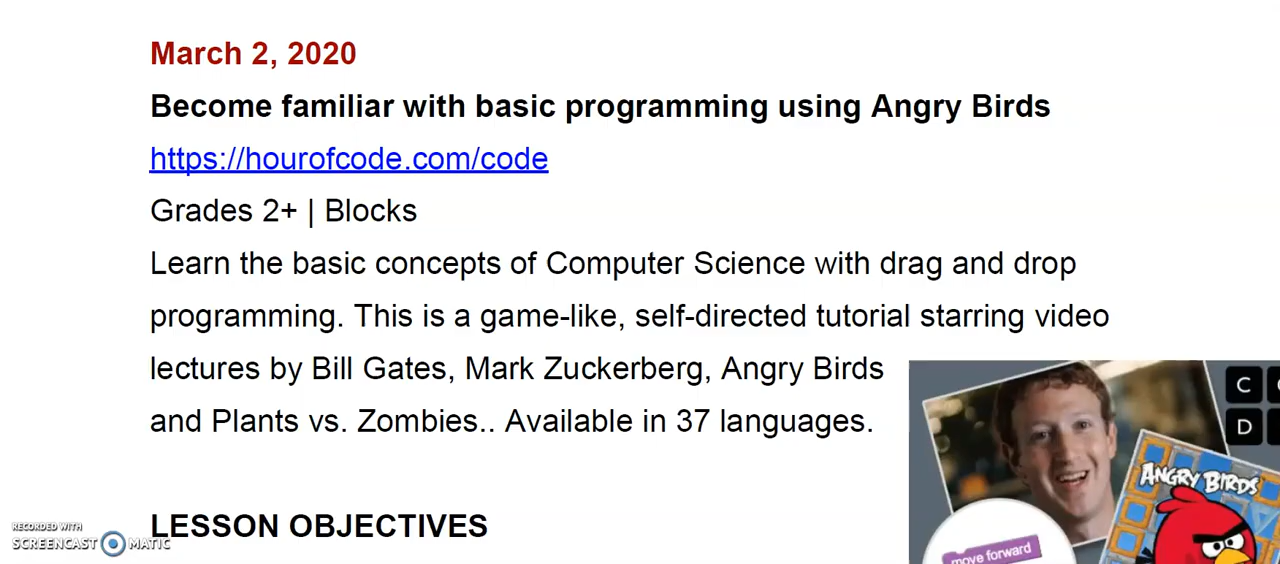 March 2, 2020
Become familiar with basic programming using Angry Birds
https://hourofcode.com/code
Grades 2+ | Blocks
Learn the basic concepts of Computer Science with drag and drop
programming. This is a game-like, self-directed tutorial starring video
lectures by Bill Gates, Mark Zuckerberg, Angry Birds
and Plants vs. Zombies.. Available in 37 languages.
C
D
ANGRY BIRDS
LESSON OBJECTIVES
RECORDED WITH
SCREENCAST MATIC
move forward